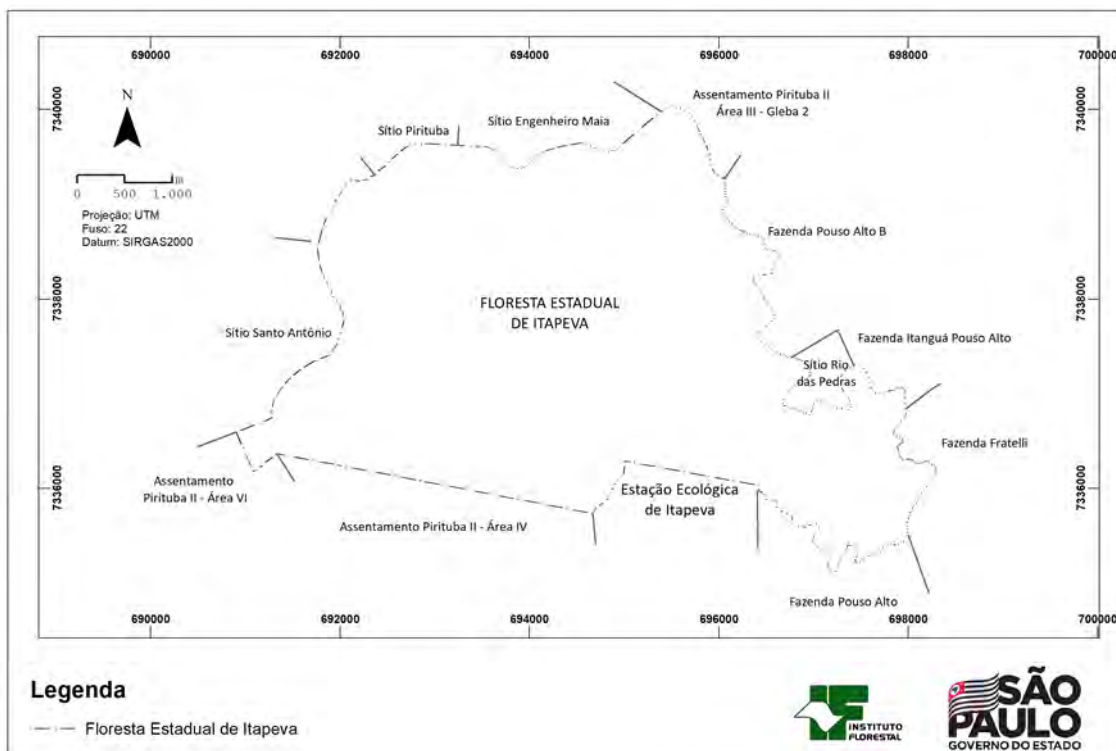 690000
692000
694000
696000
698000
700000
N
7340000
7340000
Assentamento Pirituba II
Área III - Gleba 2
Sítio Engenheiro Maia
Sítio Pirituba
0 500 1.000 m
Projeção: UTM
Fuso: 22
Datum: SIRGAS2000
Fazenda Pouso Alto B
7338000
7338000
FLORESTA ESTADUAL
DE ITAPEVA
Sítio Santo Antônio
Fazenda Itanguá Pouso Alto
Sítio Rio
das Pedras
Fazenda Fratelli
Assentamento
Pirituba II - Área VI
7336000
7336000
Estação Ecológica
de Itapeva
Assentamento Pirituba II - Área IV
Fazenda Pouso Alto
690000
692000
694000
696000
698000
700000
Legenda
Floresta Estadual de Itapeva
IF
INSTITUTO
FLORESTAL
SÃO
PAULO
GOVERNO DO ESTADO